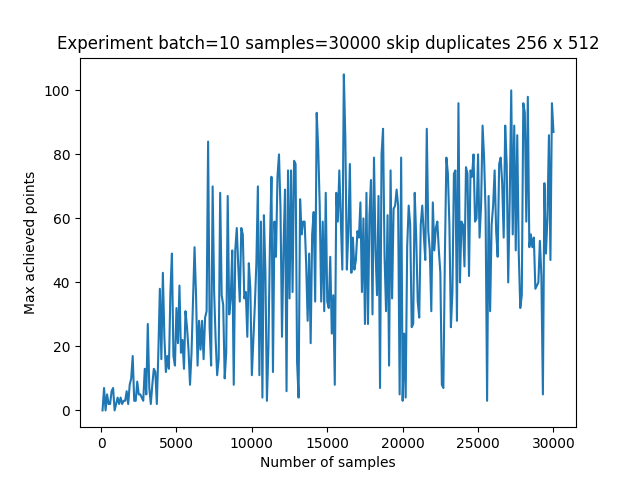 Experiment batch=10 samples=30000 skip duplicates 256 x 512
Max achieved points
100
80
60
40
20
0
0 5000 10000 15000 20000 25000 30000
Number of samples